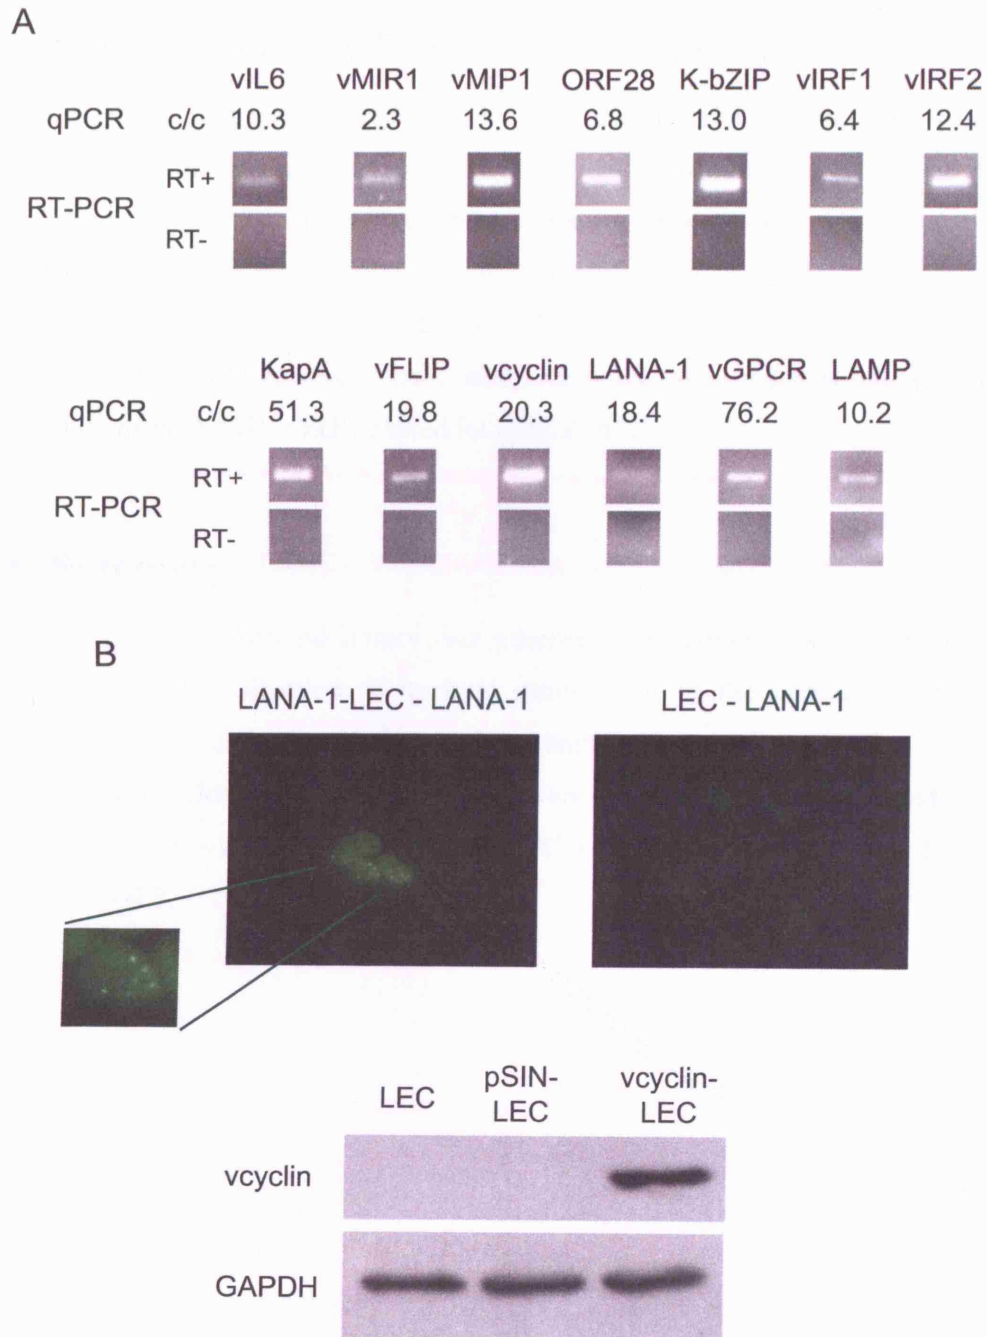 A
vIL6 vMIR1 vMIP1 ORF28 K-bZIP vIRF1 vIRF2
qPCR c/c 10.3 2.3 13.6 6.8 13.0 6.4 12.4
RT-PCR
RT+
RT-
KapA vFLIP vcyclin LANA-1 vGPCR LAMP
qPCR c/c 51.3 19.8 20.3 18.4 76.2 10.2
RT-PCR
RT+
RT-
B
LANA-1-LEC - LANA-1 LEC - LANA-1
LEC pSIN-LEC vcyclin-LEC
vcyclin
GAPDH